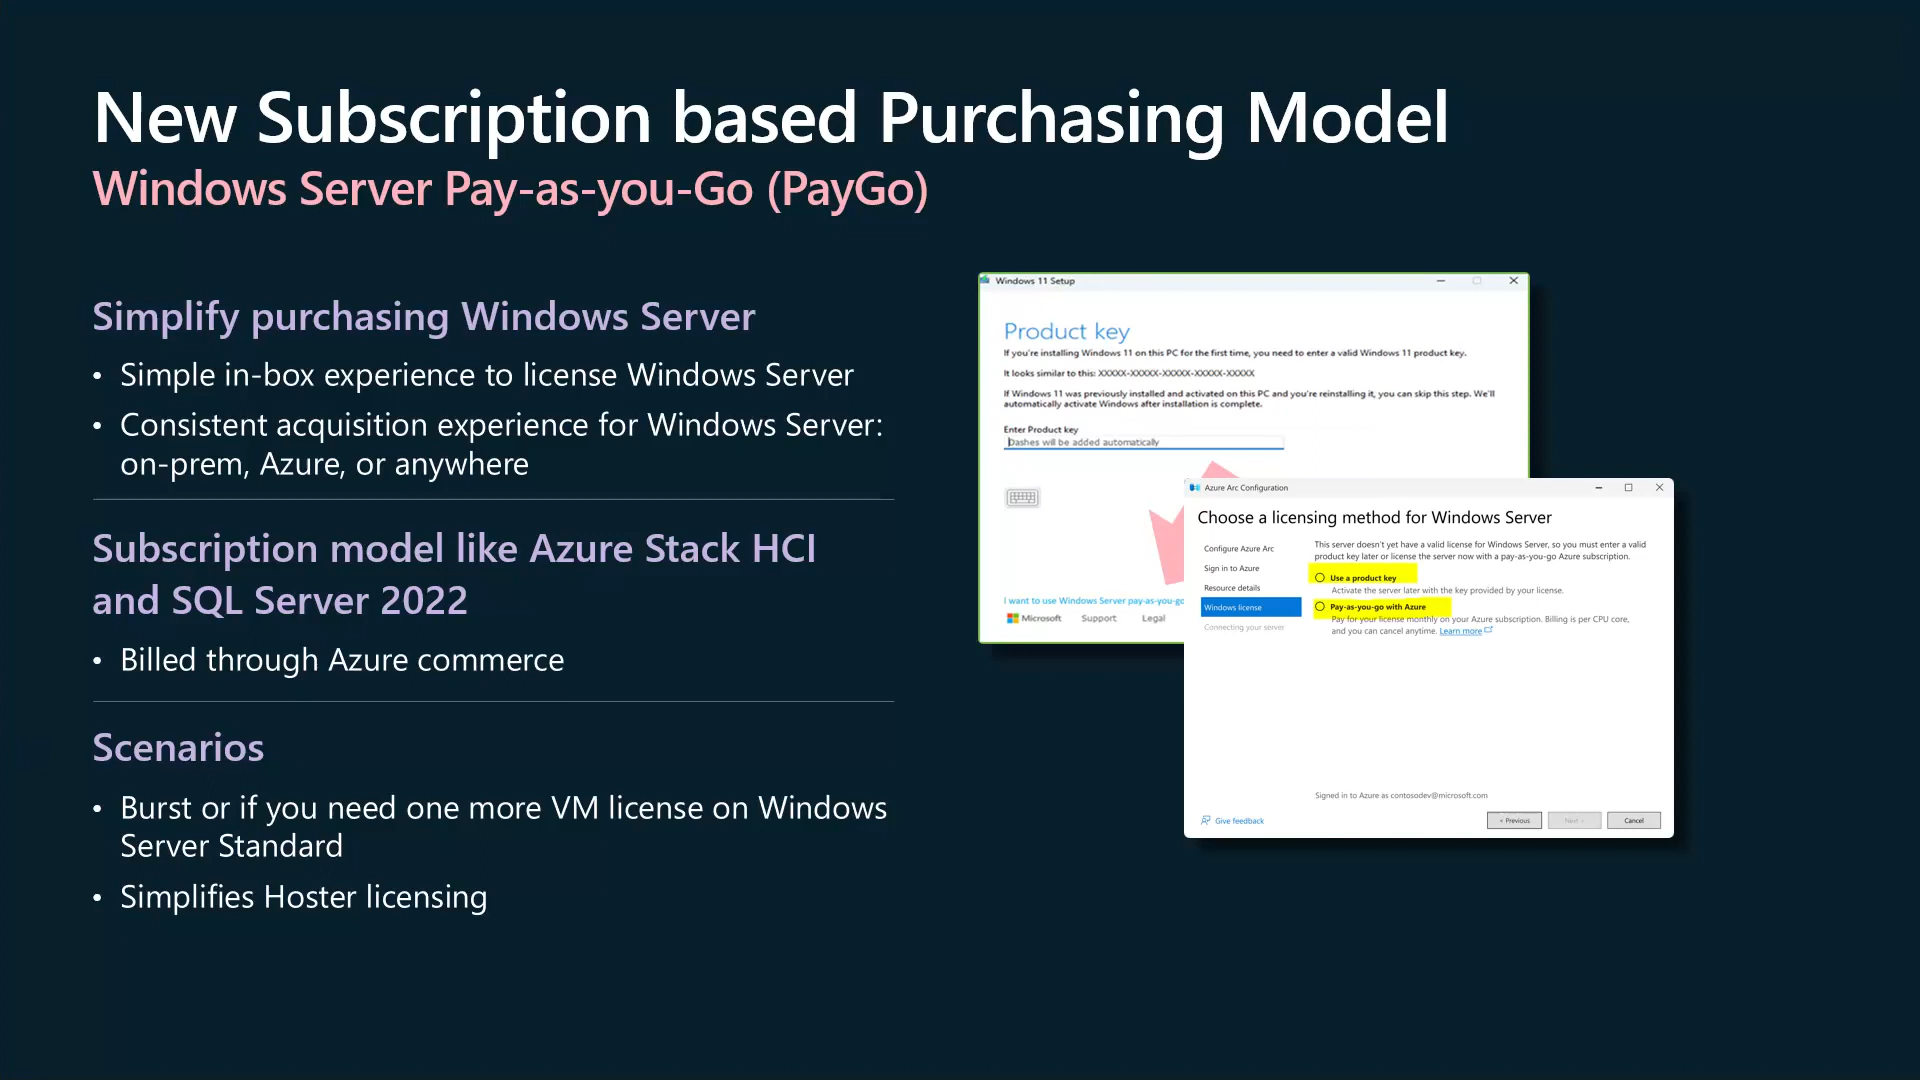 New Subscription based Purchasing Model
Windows Server Pay-as-you-Go (PayGo)
Simplify purchasing Windows Server
• Simple in-box experience to license Windows Server
• Consistent acquisition experience for Windows Server:
on-prem, Azure, or anywhere
Subscription model like Azure Stack HCI
and SQL Server 2022
• Billed through Azure commerce
Scenarios
• Burst or if you need one more VM license on Windows
Server Standard
• Simplifies Hoster licensing
Windows 11 Setup
Product key
If you're installing Windows 11 on this PC for the first time, you need to enter a valid Windows 11 product key.
It looks similar to this: XXXXX-XXXXX-XXXXX-XXXXX-XXXXX
If Windows 11 was previously installed and activated on this PC and you're reinstalling it, you can skip this step. We'll
automatically activate Windows after installation is complete.
Enter Product key
Dashes will be added automatically
I want to use Windows Server pay-as-you-go
Microsoft Support Legal
Azure Arc Configuration
Choose a licensing method for Windows Server
Configure Azure Arc
Sign in to Azure
Resource details
Windows license
Connecting your server
This server doesn't yet have a valid license for Windows Server, so you must enter a valid
product key later or license the server now with a pay-as-you-go Azure subscription.
Use a product key
Activate the server later with the key provided by your license.
Pay-as-you-go with Azure
Pay for your license monthly on your Azure subscription. Billing is per CPU core,
and you can cancel anytime. Learn more
Signed in to Azure as contosodev@microsoft.com
Give feedback
< Previous Next > Cancel